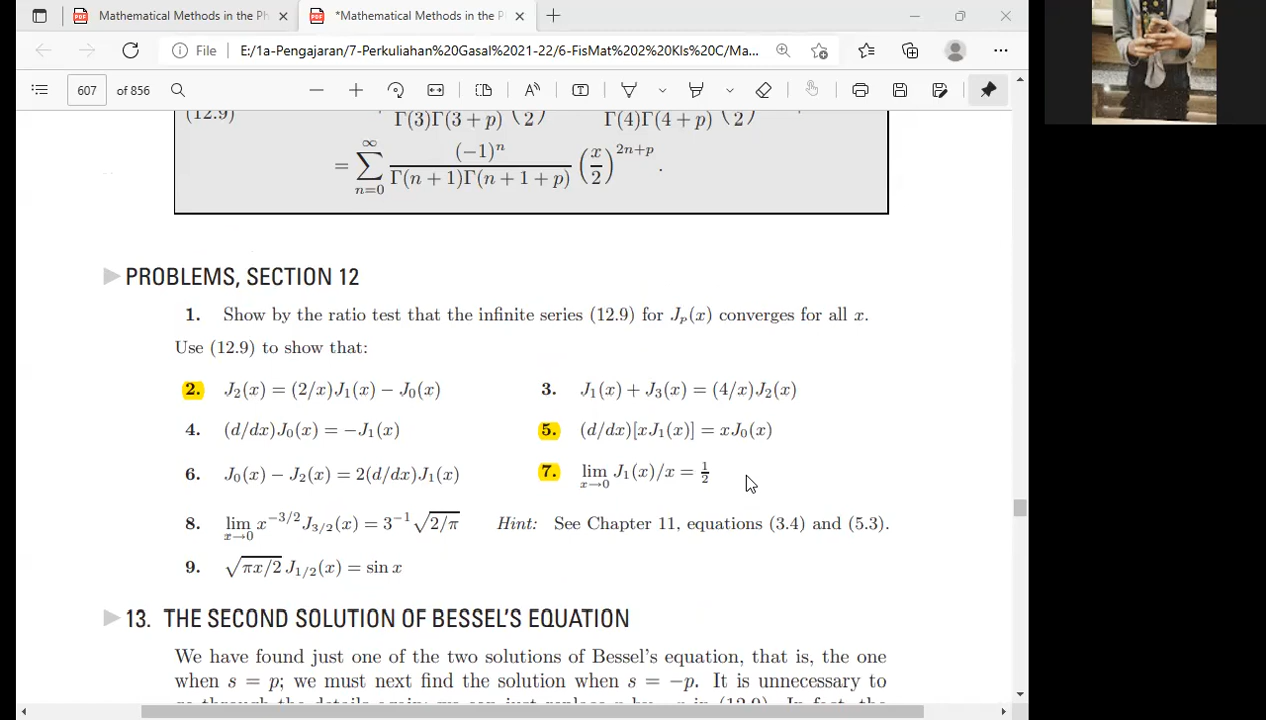 Mathematical Methods in the Ph
*Mathematical Methods in the P
File E:/1a-Pengajaran/7-Perkuliahan%20Gasal%2021-22/6-FisMat%202%20Kls%20C/Ma...
607 of 856
(12.9) Γ(3)Γ(3 + p) (2) Γ(4)Γ(4 + p) (2)
= ∑_{n=0}^{∞} (-1)^n / Γ(n + 1)Γ(n + 1 + p) (x/2)^{2n+p} .
PROBLEMS, SECTION 12
1. Show by the ratio test that the infinite series (12.9) for J_p(x) converges for all x.
Use (12.9) to show that:
2. J_2(x) = (2/x)J_1(x) − J_0(x) 3. J_1(x) + J_3(x) = (4/x)J_2(x)
4. (d/dx)J_0(x) = −J_1(x) 5. (d/dx)[xJ_1(x)] = xJ_0(x)
6. J_0(x) − J_2(x) = 2(d/dx)J_1(x) 7. lim_{x→0} J_1(x)/x = 1/2
8. lim_{x→0} x^{−3/2} J_{3/2}(x) = 3^{−1} √(2/π) Hint: See Chapter 11, equations (3.4) and (5.3).
9. √(πx/2) J_{1/2}(x) = sin x
13. THE SECOND SOLUTION OF BESSEL'S EQUATION
We have found just one of the two solutions of Bessel's equation, that is, the one
when s = p; we must next find the solution when s = −p. It is unnecessary to